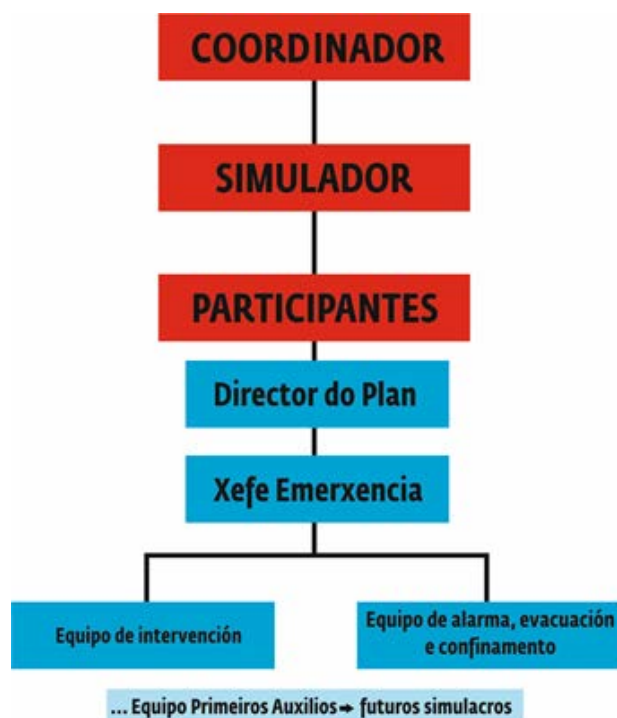 COORDINADOR
SIMULADOR
PARTICIPANTES
Director do Plan
Xefe Emerxencia
Equipo de intervención
Equipo de alarma, evacuación
e confinamento
... Equipo Primeiros Auxilios ➔ futuros simulacros